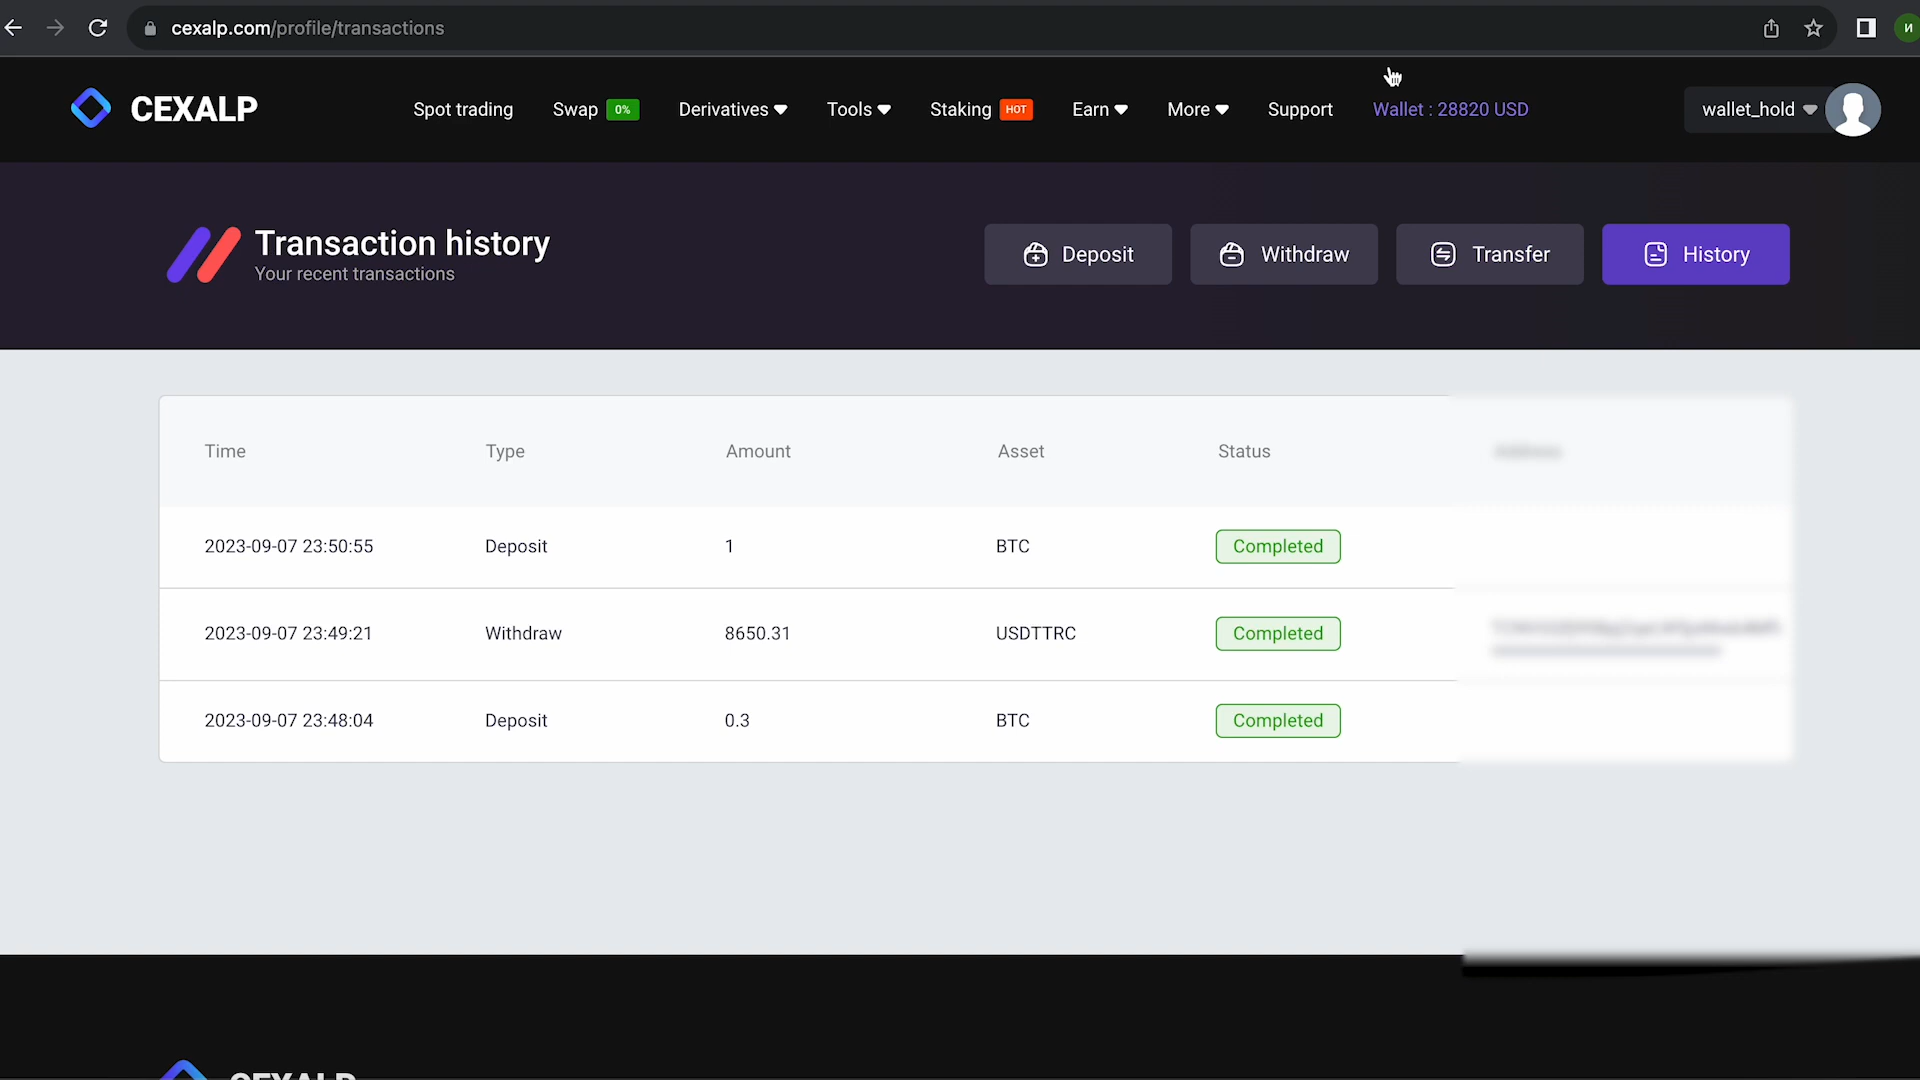 cexalp.com/profile/transactions
И
CEXALP
Spot trading
Swap 0%
Derivatives
Tools
Staking HOT
Earn
More
Support
Wallet : 28820 USD
wallet_hold
Transaction history
Your recent transactions
Deposit
Withdraw
Transfer
History
Time Type Amount Asset Status
2023-09-07 23:50:55 Deposit 1 BTC Completed
2023-09-07 23:49:21 Withdraw 8650.31 USDTTRC Completed
2023-09-07 23:48:04 Deposit 0.3 BTC Completed
CEXALP